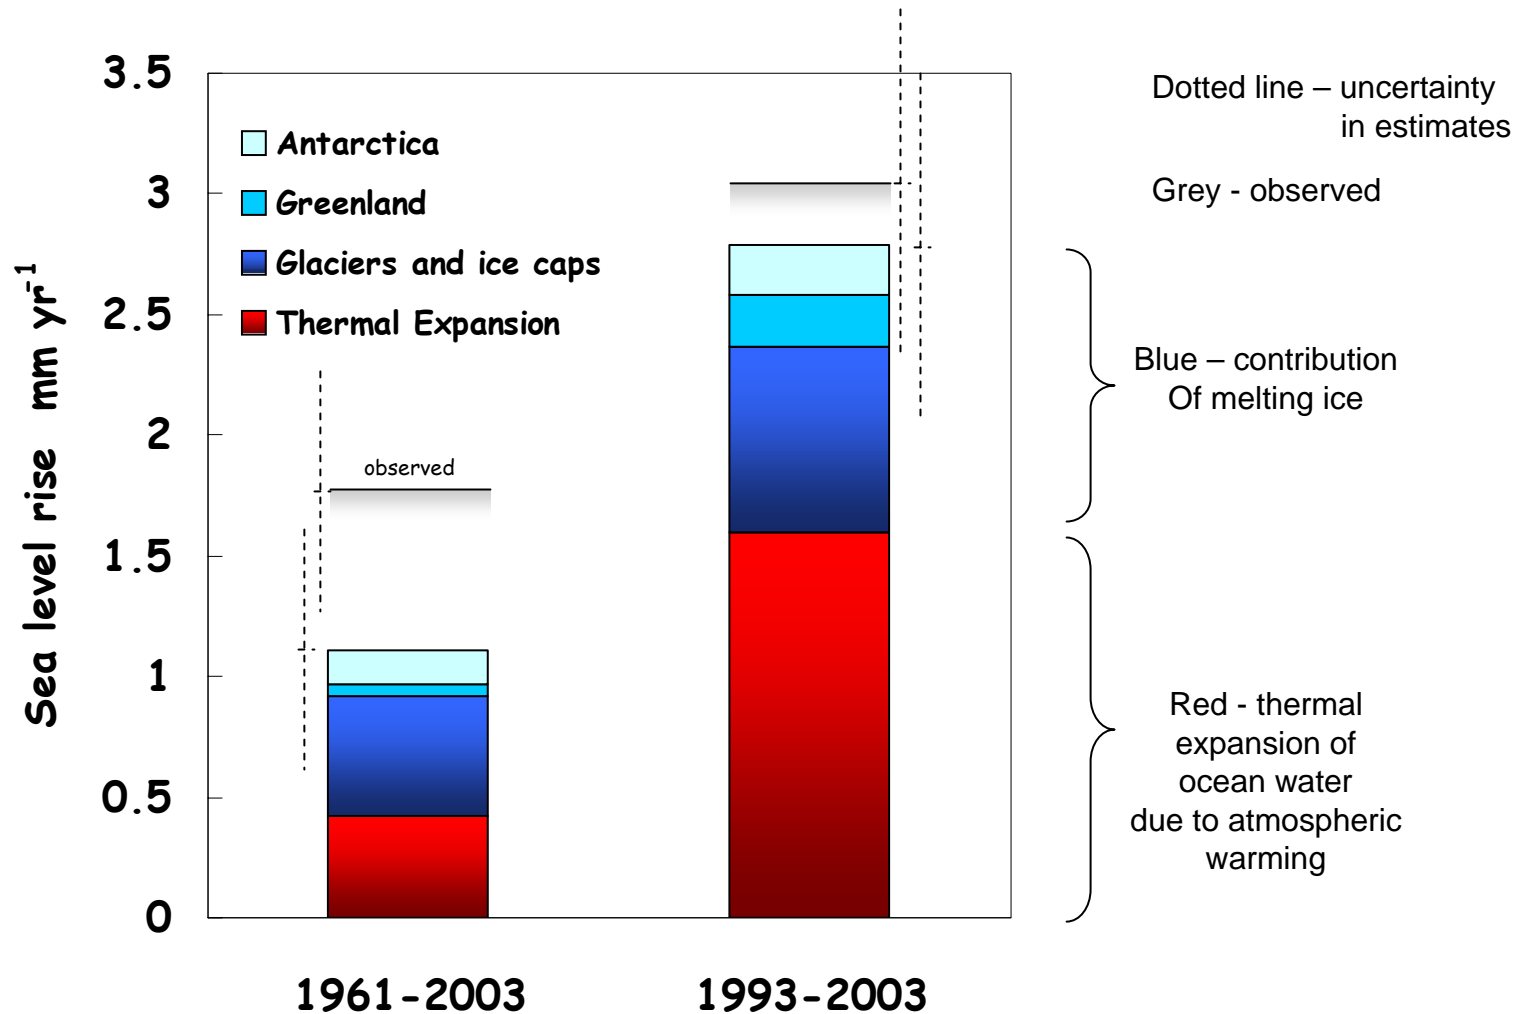 3.5
3
2.5
2
1.5
1
0.5
0
Sea level rise mm yr⁻¹
Antarctica
Greenland
Glaciers and ice caps
Thermal Expansion
observed
1961-2003
1993-2003
Dotted line – uncertainty
in estimates
Grey - observed
Blue – contribution
Of melting ice
Red - thermal
expansion of
ocean water
due to atmospheric
warming